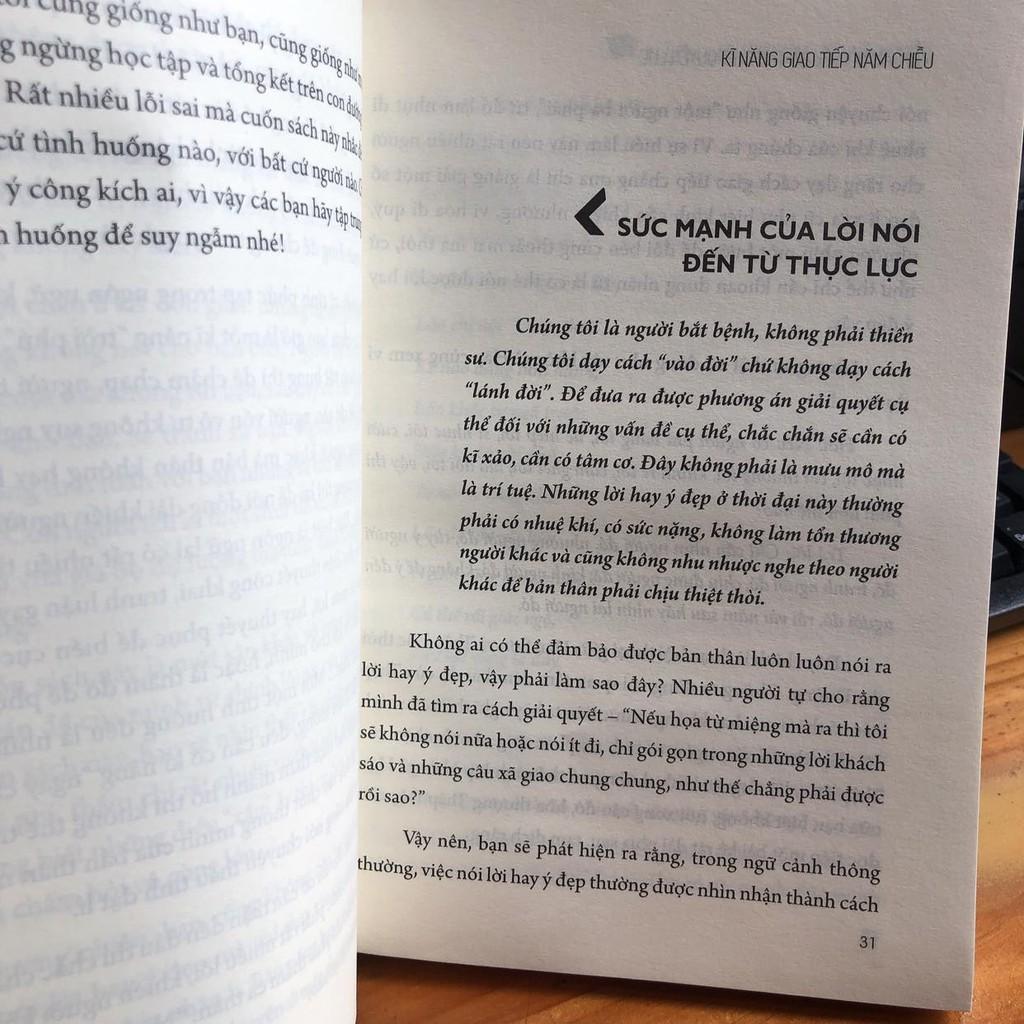 tôi cũng giống như bạn, cũng giống như
ngừng học tập và tổng kết trên con đường
Rất nhiều lỗi sai mà cuốn sách này nhắc
cứ tình huống nào, với bất cứ người nào
ý công kích ai, vì vậy các bạn hãy tập trung
huống để suy ngẫm nhé!
KĨ NĂNG GIAO TIẾP NĂM CHIỀU
SỨC MẠNH CỦA LỜI NÓI
ĐẾN TỪ THỰC LỰC
Chúng tôi là người bắt bệnh, không phải thiền
sư. Chúng tôi dạy cách “vào đời” chứ không dạy cách
“lánh đời”. Để đưa ra được phương án giải quyết cụ
thể đối với những vấn đề cụ thể, chắc chắn sẽ cần có
kĩ xảo, cần có tâm cơ. Đây không phải là mưu mô mà
là trí tuệ. Những lời hay ý đẹp ở thời đại này thường
phải có nhuệ khí, có sức nặng, không làm tổn thương
người khác và cũng không nhu nhược nghe theo người
khác để bản thân phải chịu thiệt thòi.
Không ai có thể đảm bảo được bản thân luôn luôn nói ra
lời hay ý đẹp, vậy phải làm sao đây? Nhiều người tự cho rằng
mình đã tìm ra cách giải quyết – “Nếu họa từ miệng mà ra thì tôi
sẽ không nói nữa hoặc nói ít đi, chỉ gói gọn trong những lời khách
sáo và những câu xã giao chung chung, như thế chẳng phải được
rồi sao?”
Vậy nên, bạn sẽ phát hiện ra rằng, trong ngữ cảnh thông
thường, việc nói lời hay ý đẹp thường được nhìn nhận thành cách
31